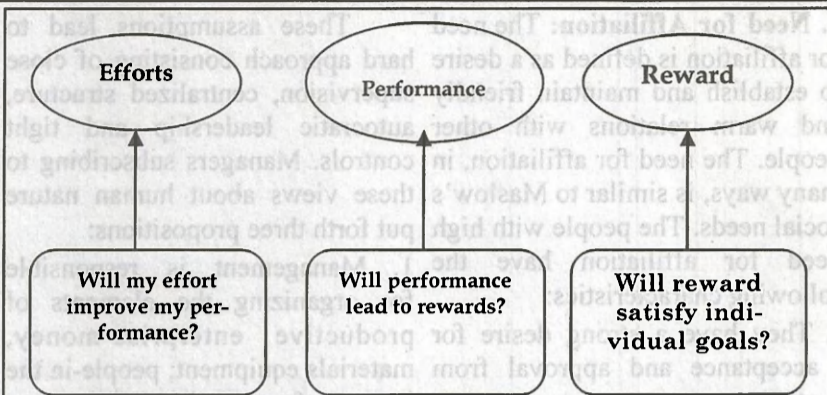 Efforts
Performance
Reward
Will my effort
improve my per-
formance?
Will performance
lead to rewards?
Will reward
satisfy indi-
vidual goals?